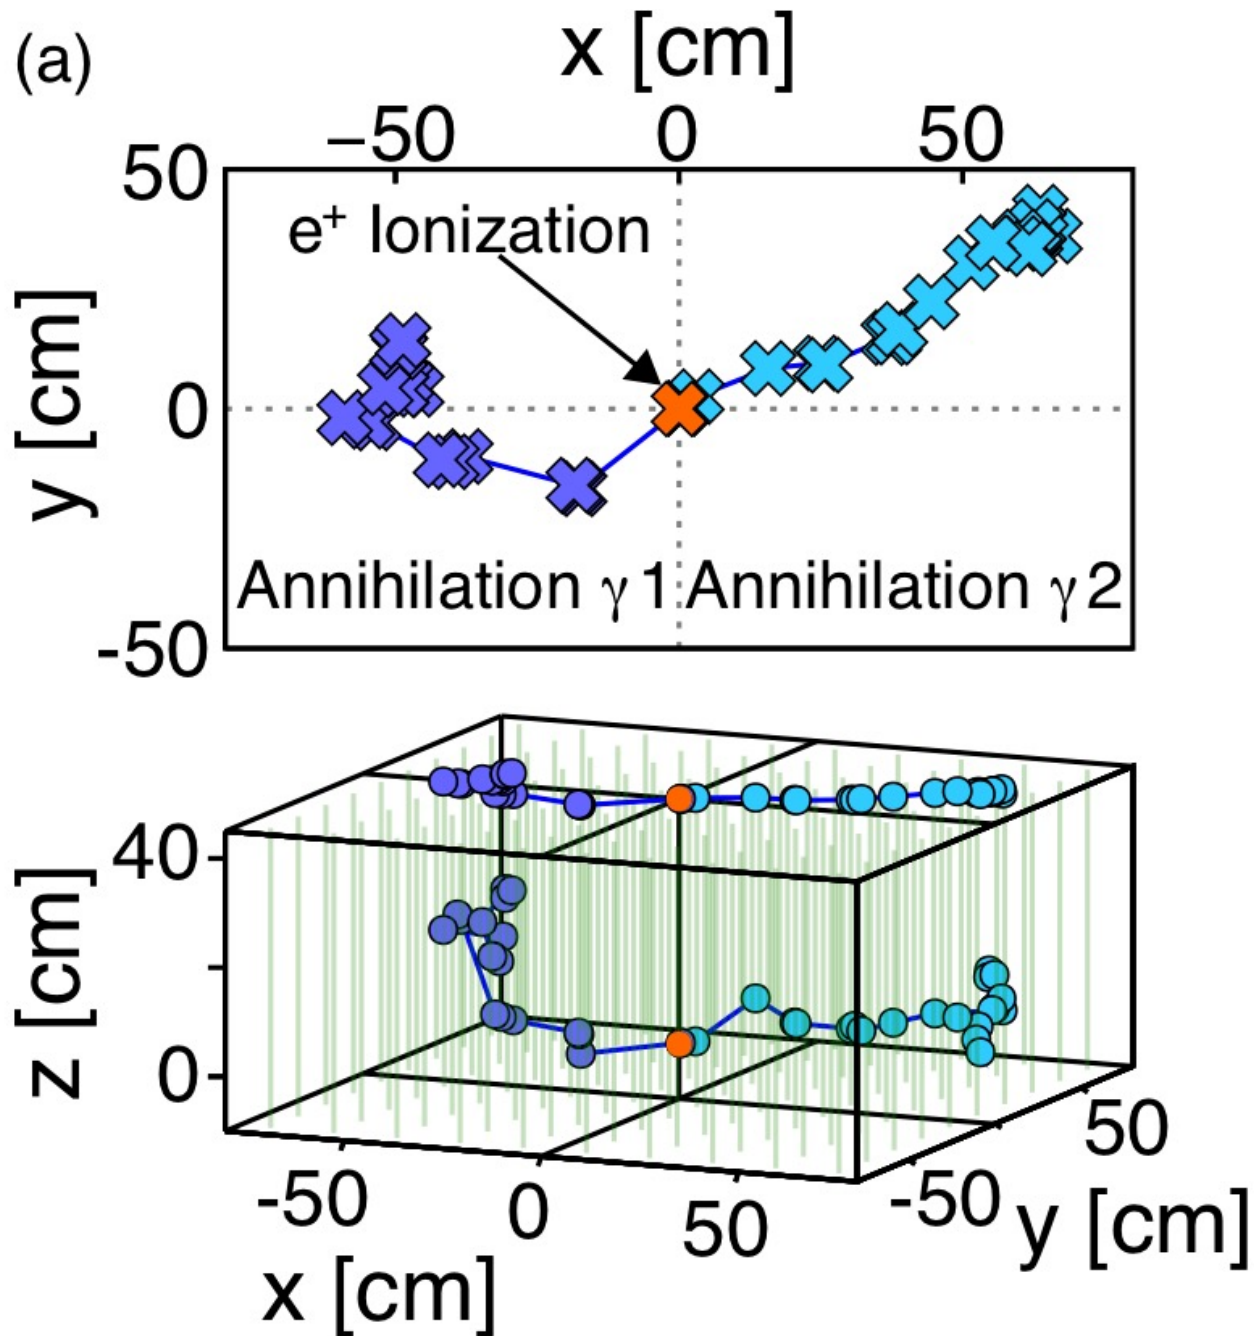 (a)
x [cm]
−50 0 50
50
e⁺ Ionization
y [cm]
0
Annihilation γ 1 Annihilation γ 2
-50
40
z [cm]
0
-50 0 50
x [cm]
-50 50
y [cm]